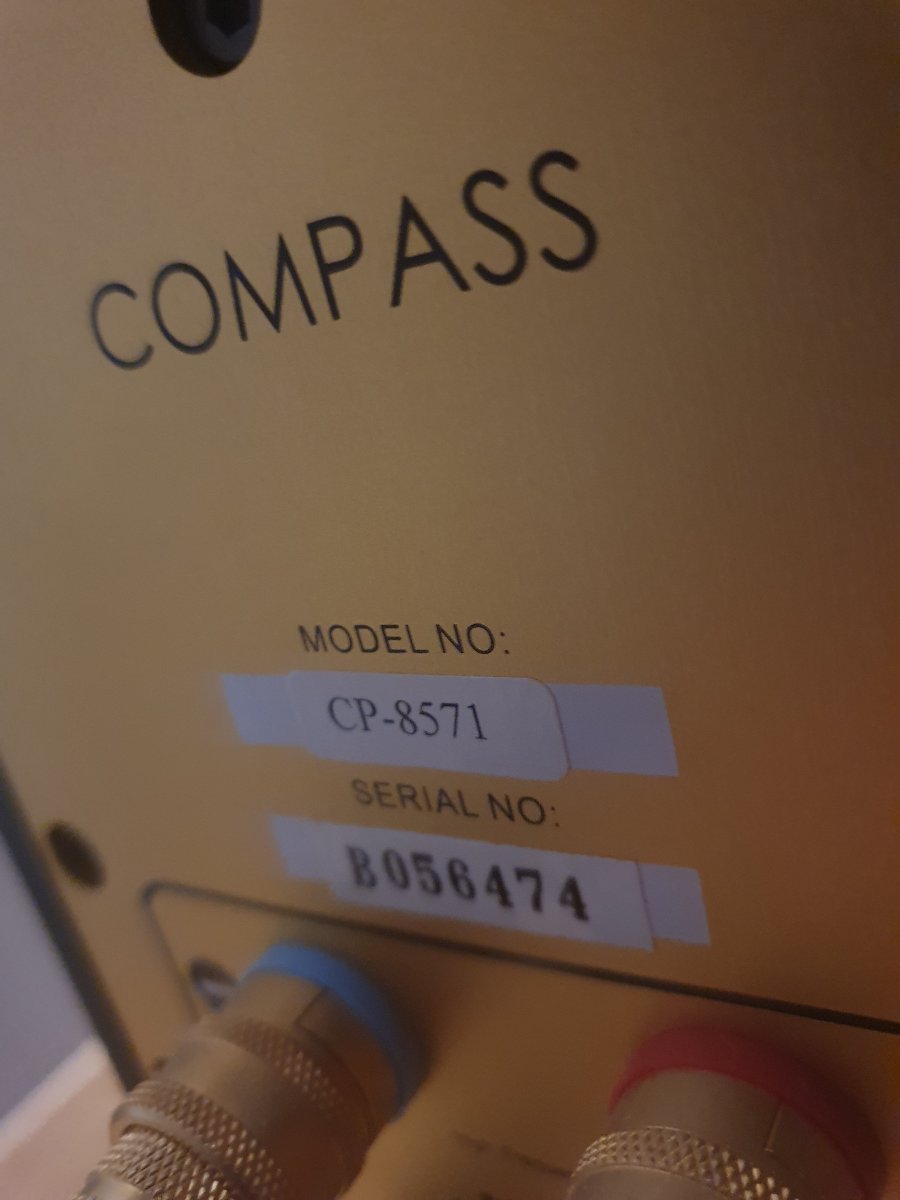 COMPASS
MODEL NO:
CP-8571
SERIAL NO:
B056474